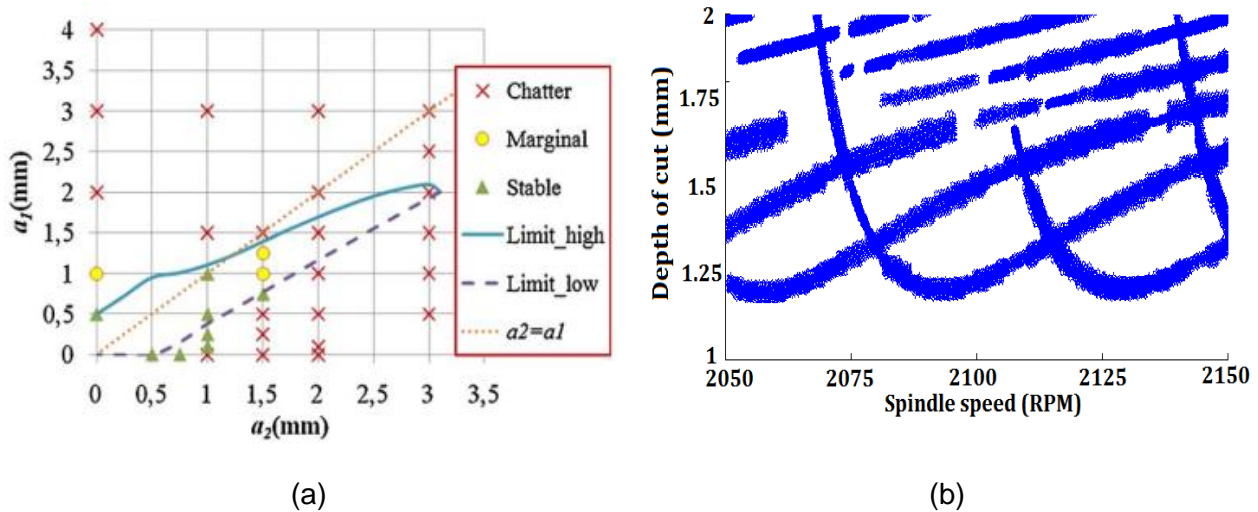 4
3,5
3
2,5
2
1,5
1
0,5
0
a1(mm)
0 0,5 1 1,5 2 2,5 3 3,5
a2(mm)
Chatter
Marginal
Stable
Limit_high
Limit_low
a2=a1
(a)
2
1.75
1.5
1.25
1
Depth of cut (mm)
2050 2075 2100 2125 2150
Spindle speed (RPM)
(b)